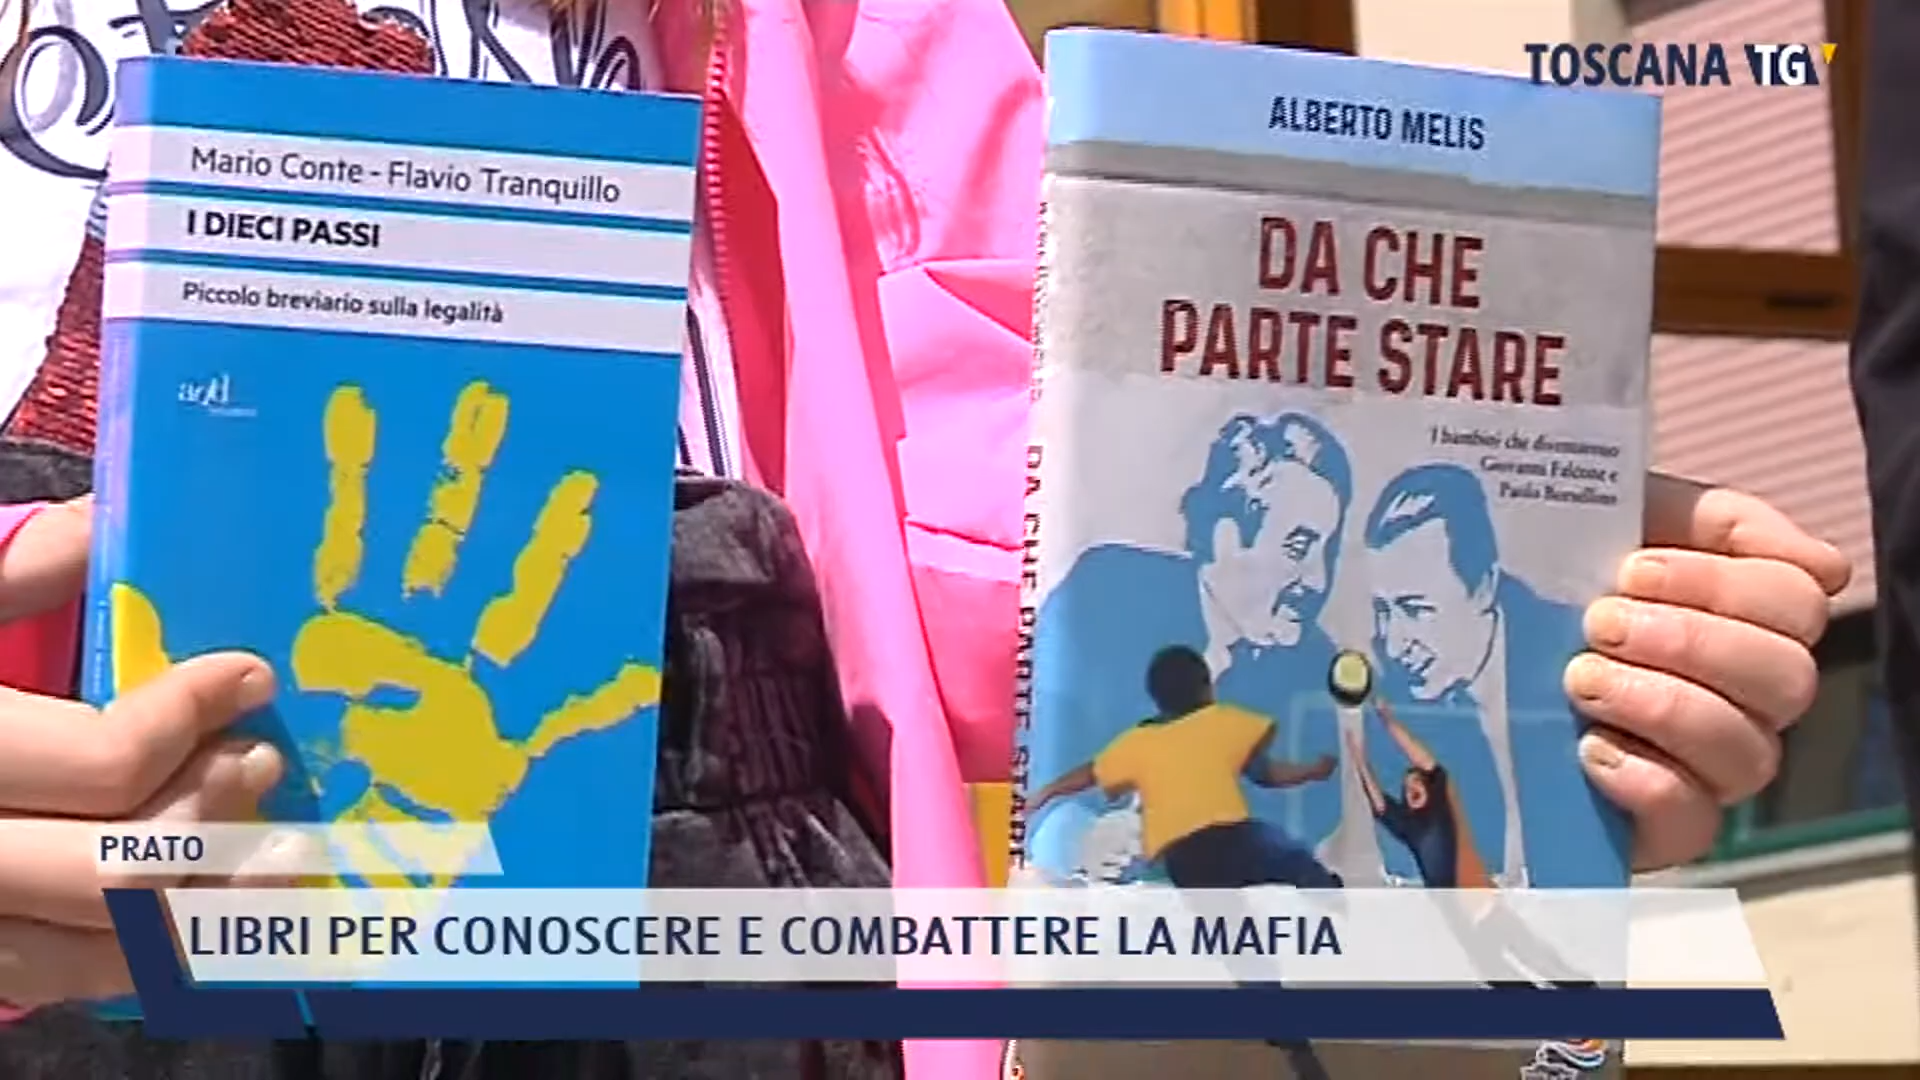 TOSCANA TG
Mario Conte - Flavio Tranquillo
I DIECI PASSI
Piccolo breviario sulla legalità
add
ALBERTO MELIS
DA CHE
PARTE STARE
I bambini che diventarono
Giovanni Falcone e
Paolo Borsellino
DA CHE PARTE STARE
PRATO
LIBRI PER CONOSCERE E COMBATTERE LA MAFIA